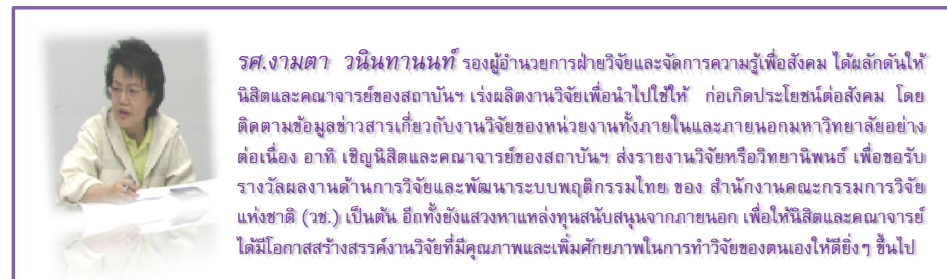 รศ.งามตา วนินทานนท์ รองผู้อำนวยการฝ่ายวิจัยและจัดการความรู้เพื่อสังคม ได้ผลักดันให้
นิสิตและคณาจารย์ของสถาบันฯ เร่งผลิตงานวิจัยเพื่อนำไปใช้ให้ ก่อเกิดประโยชน์ต่อสังคม โดย
ติดตามข้อมูลข่าวสารเกี่ยวกับงานวิจัยของหน่วยงานทั้งภายในและภายนอกมหาวิทยาลัยอย่าง
ต่อเนื่อง อาทิ เชิญนิสิตและคณาจารย์ของสถาบันฯ ส่งรายงานวิจัยหรือวิทยานิพนธ์ เพื่อขอรับ
รางวัลผลงานด้านการวิจัยและพัฒนาระบบพฤติกรรมไทย ของ สำนักงานคณะกรรมการวิจัย
แห่งชาติ (วช.) เป็นต้น อีกทั้งยังแสวงหาแหล่งทุนสนับสนุนจากภายนอก เพื่อให้นิสิตและคณาจารย์
ได้มีโอกาสสร้างสรรค์งานวิจัยที่มีคุณภาพและเพิ่มศักยภาพในการทำวิจัยของตนเองให้ดียิ่งๆ ขึ้นไป